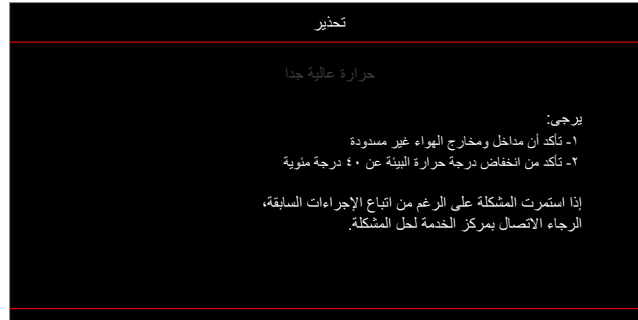 تحذير
حرارة عالية جدا
يرجى:
١- تأكد أن مداخل ومخارج الهواء غير مسدودة
٢- تأكد من انخفاض درجة حرارة البيئة عن ٤٠ درجة مئوية
إذا استمرت المشكلة على الرغم من اتباع الإجراءات السابقة،
الرجاء الاتصال بمركز الخدمة لحل المشكلة.